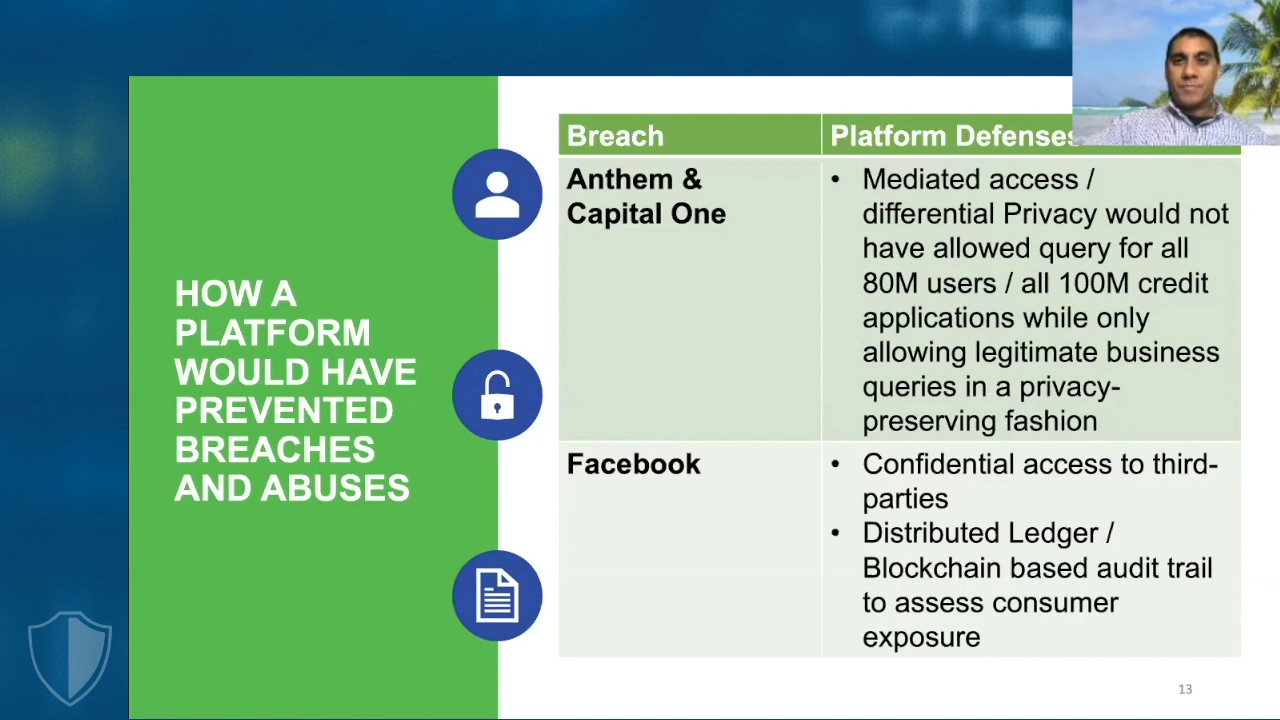 HOW A
PLATFORM
WOULD HAVE
PREVENTED
BREACHES
AND ABUSES
Breach
Platform Defenses
Anthem &
Capital One
• Mediated access /
differential Privacy would not
have allowed query for all
80M users / all 100M credit
applications while only
allowing legitimate business
queries in a privacy-
preserving fashion
Facebook
• Confidential access to third-
parties
• Distributed Ledger /
Blockchain based audit trail
to assess consumer
exposure
13